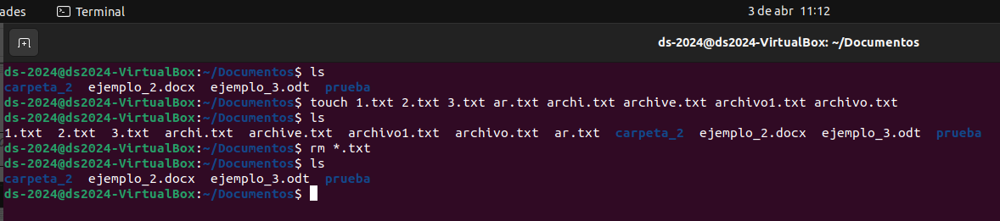 ades Terminal 3 de abr 11:12
ds-2024@ds2024-VirtualBox: ~/Documentos
ds-2024@ds2024-VirtualBox:~/Documentos$ ls
carpeta_2 ejemplo_2.docx ejemplo_3.odt prueba
ds-2024@ds2024-VirtualBox:~/Documentos$ touch 1.txt 2.txt 3.txt ar.txt archi.txt archive.txt archivo1.txt archivo.txt
ds-2024@ds2024-VirtualBox:~/Documentos$ ls
1.txt 2.txt 3.txt archi.txt archive.txt archivo1.txt archivo.txt ar.txt carpeta_2 ejemplo_2.docx ejemplo_3.odt prueba
ds-2024@ds2024-VirtualBox:~/Documentos$ rm *.txt
ds-2024@ds2024-VirtualBox:~/Documentos$ ls
carpeta_2 ejemplo_2.docx ejemplo_3.odt prueba
ds-2024@ds2024-VirtualBox:~/Documentos$